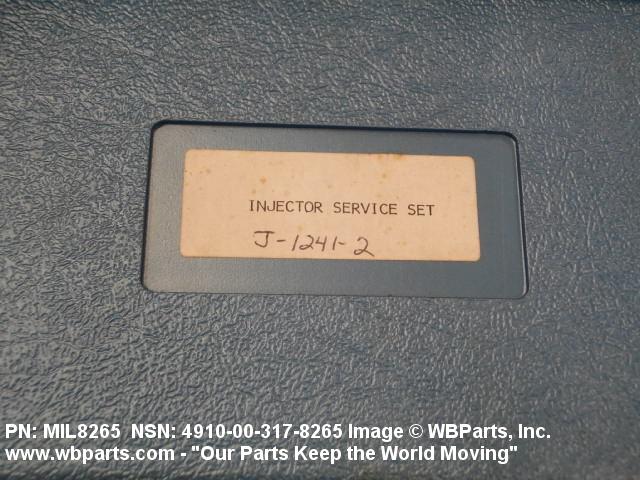 INJECTOR SERVICE SET
J-1241-2
PN: MIL8265 NSN: 4910-00-317-8265 Image © WBParts, Inc.
www.wbparts.com - "Our Parts Keep the World Moving"